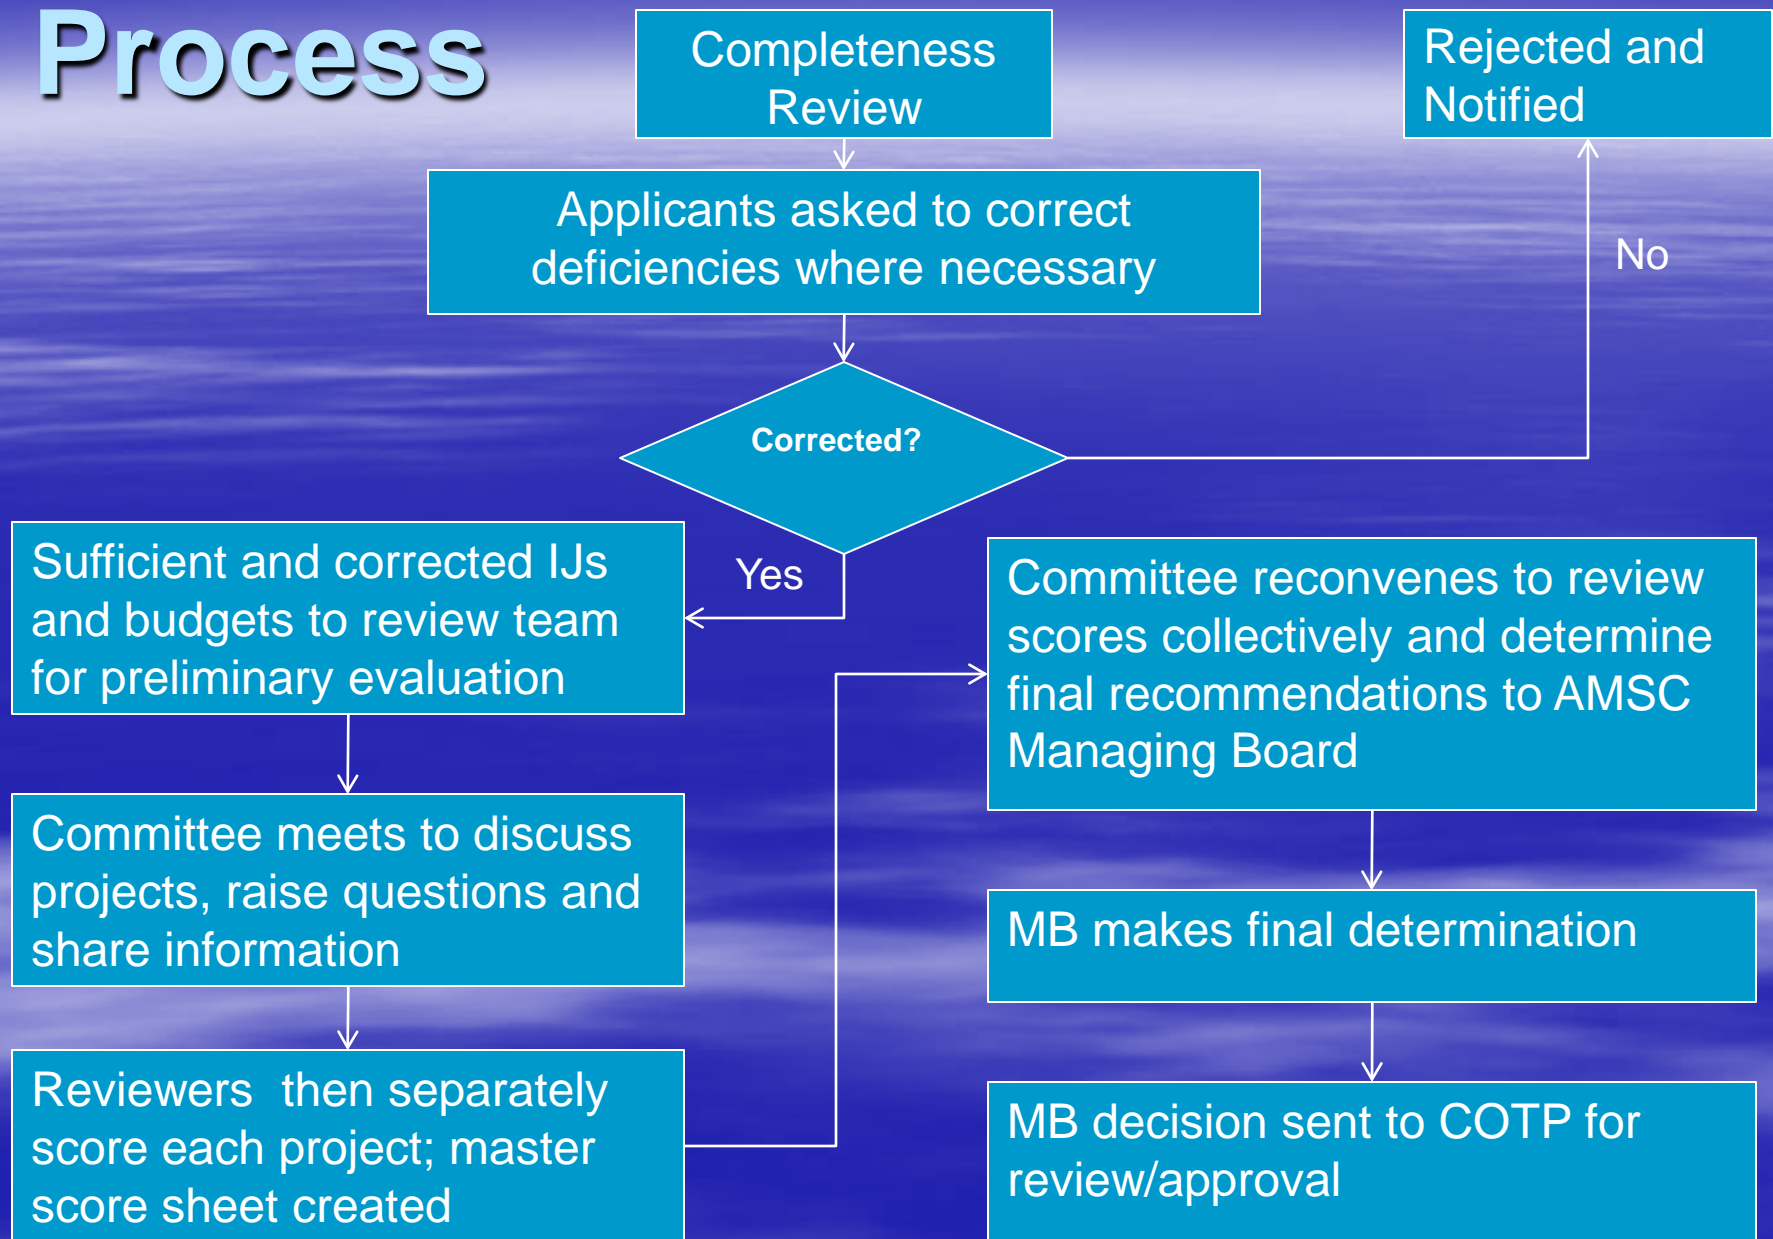 Process
Completeness
Review
Rejected and
Notified
Applicants asked to correct
deficiencies where necessary
No
Corrected?
Yes
Sufficient and corrected IJs
and budgets to review team
for preliminary evaluation
Committee meets to discuss
projects, raise questions and
share information
Reviewers then separately
score each project; master
score sheet created
Committee reconvenes to review
scores collectively and determine
final recommendations to AMSC
Managing Board
MB makes final determination
MB decision sent to COTP for
review/approval